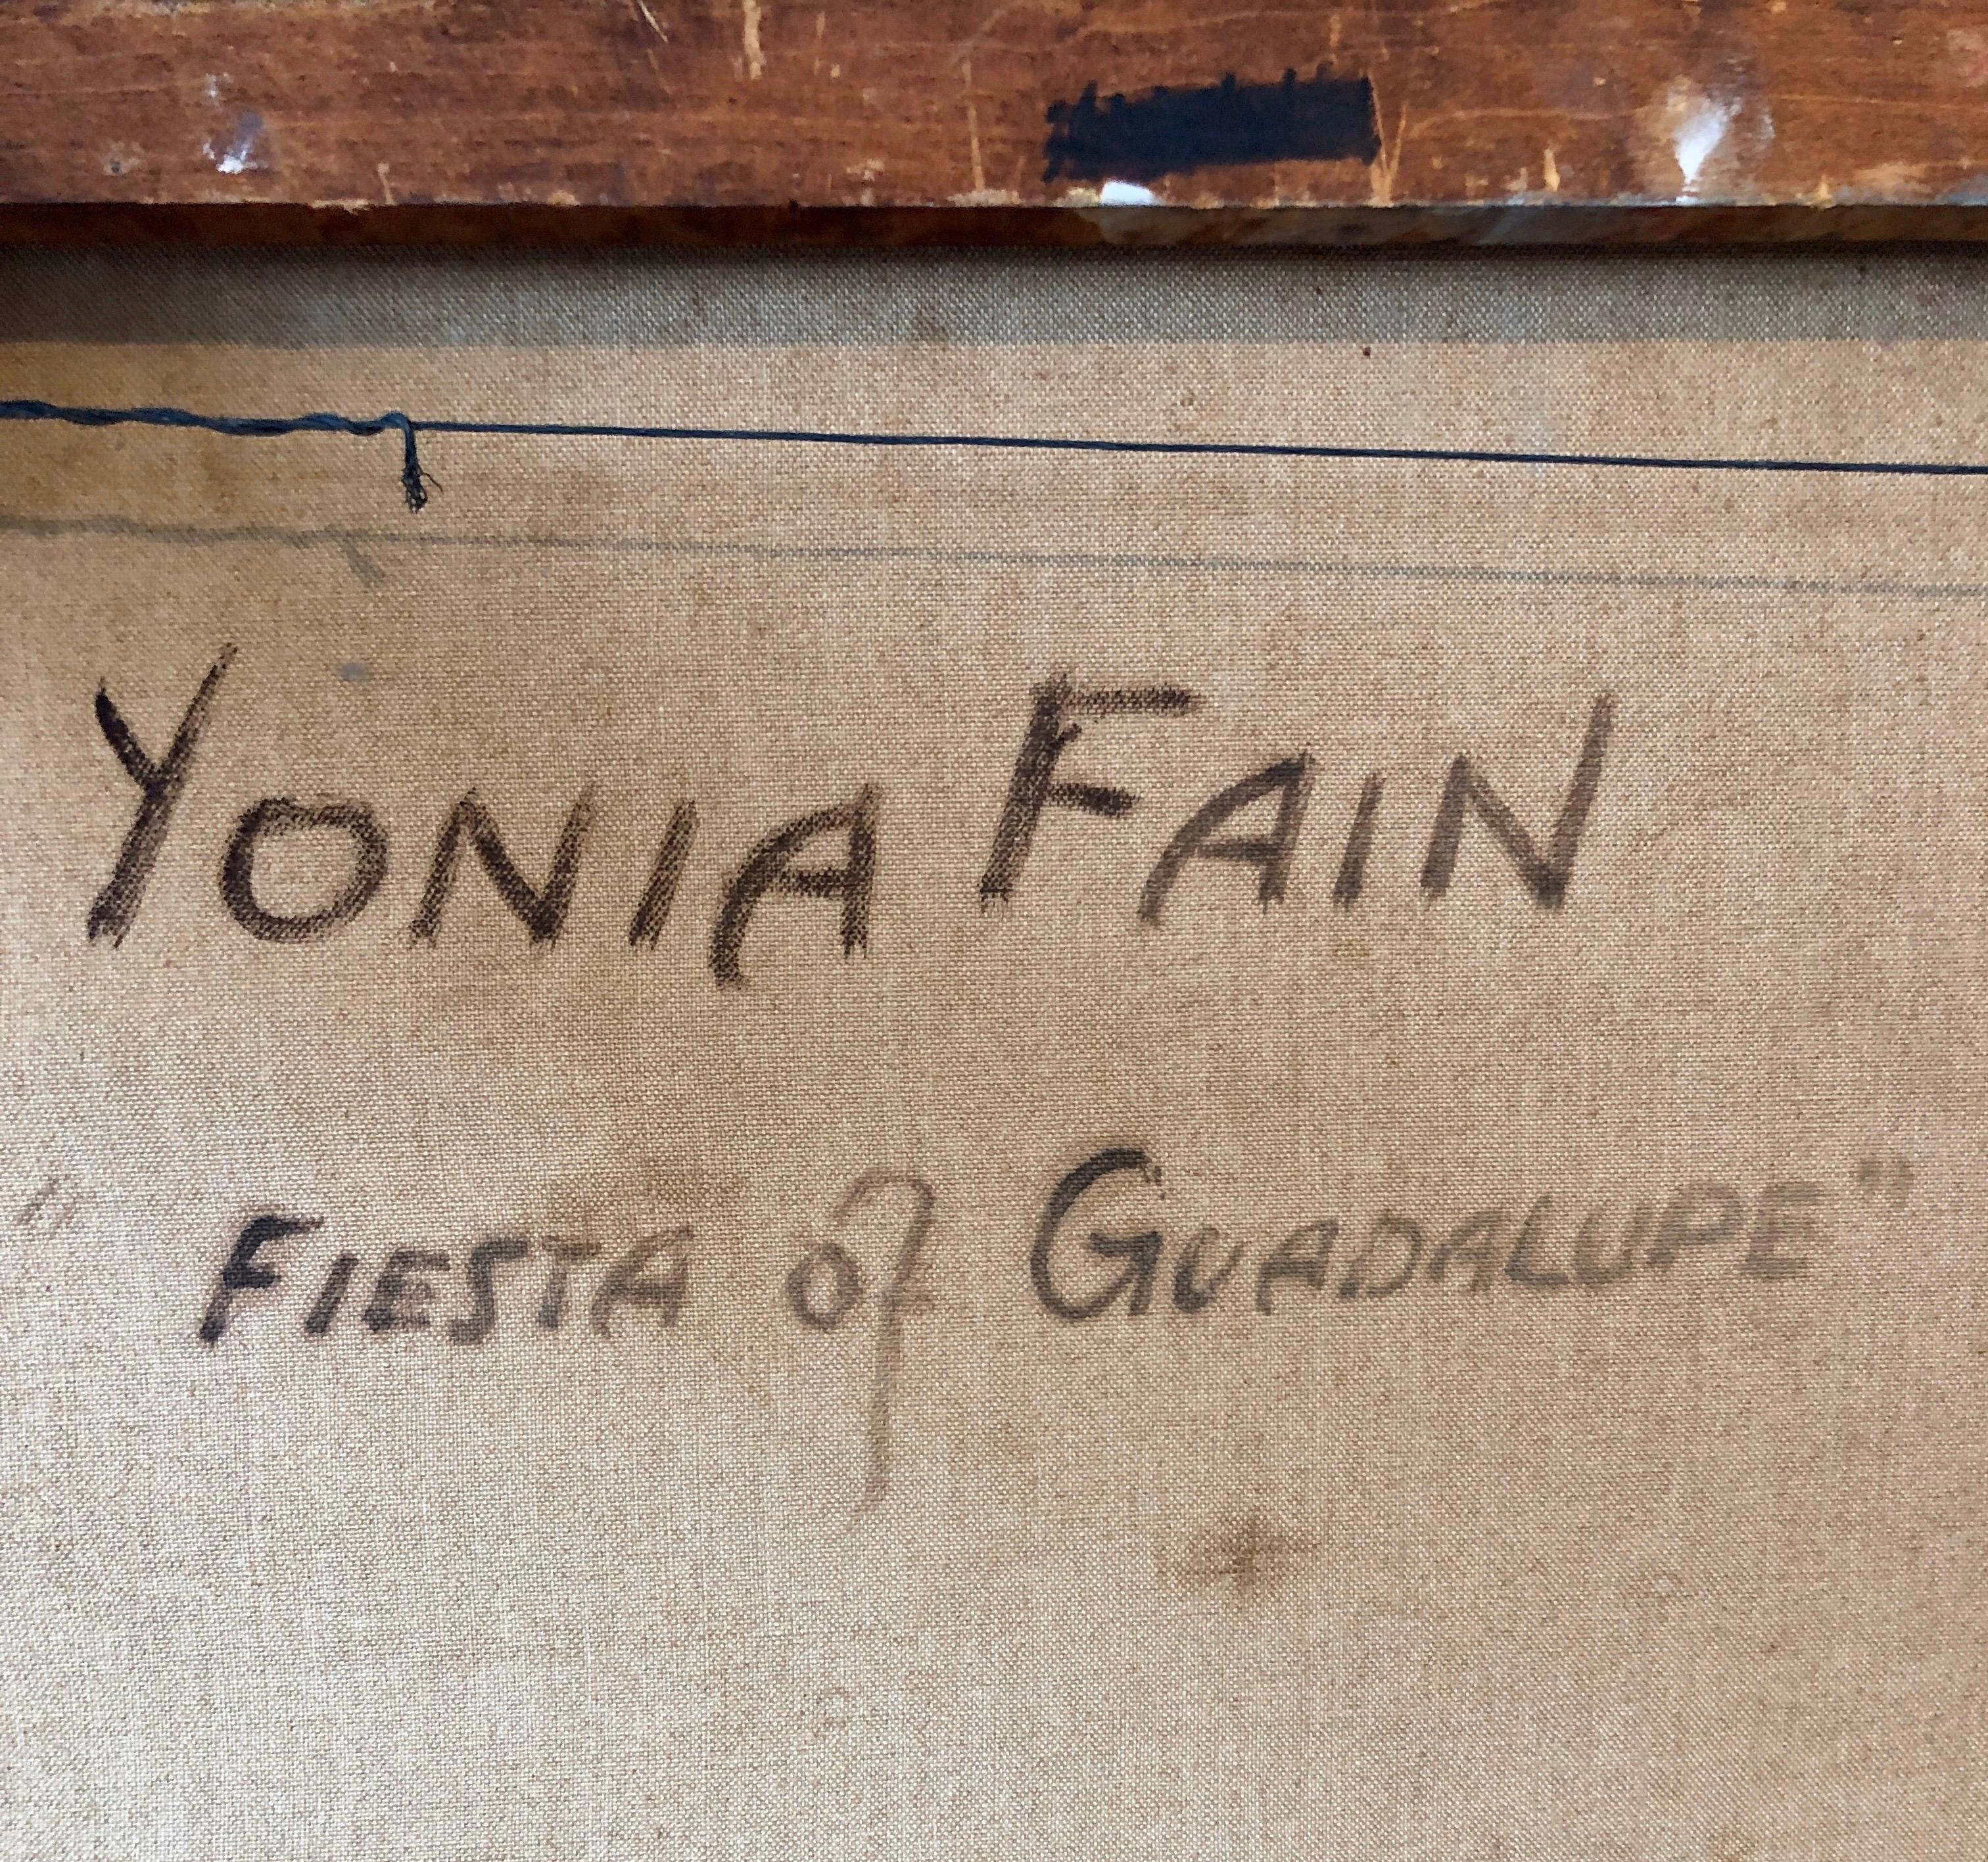 YONIA FAIN
"FIESTA of GUADALUPE"